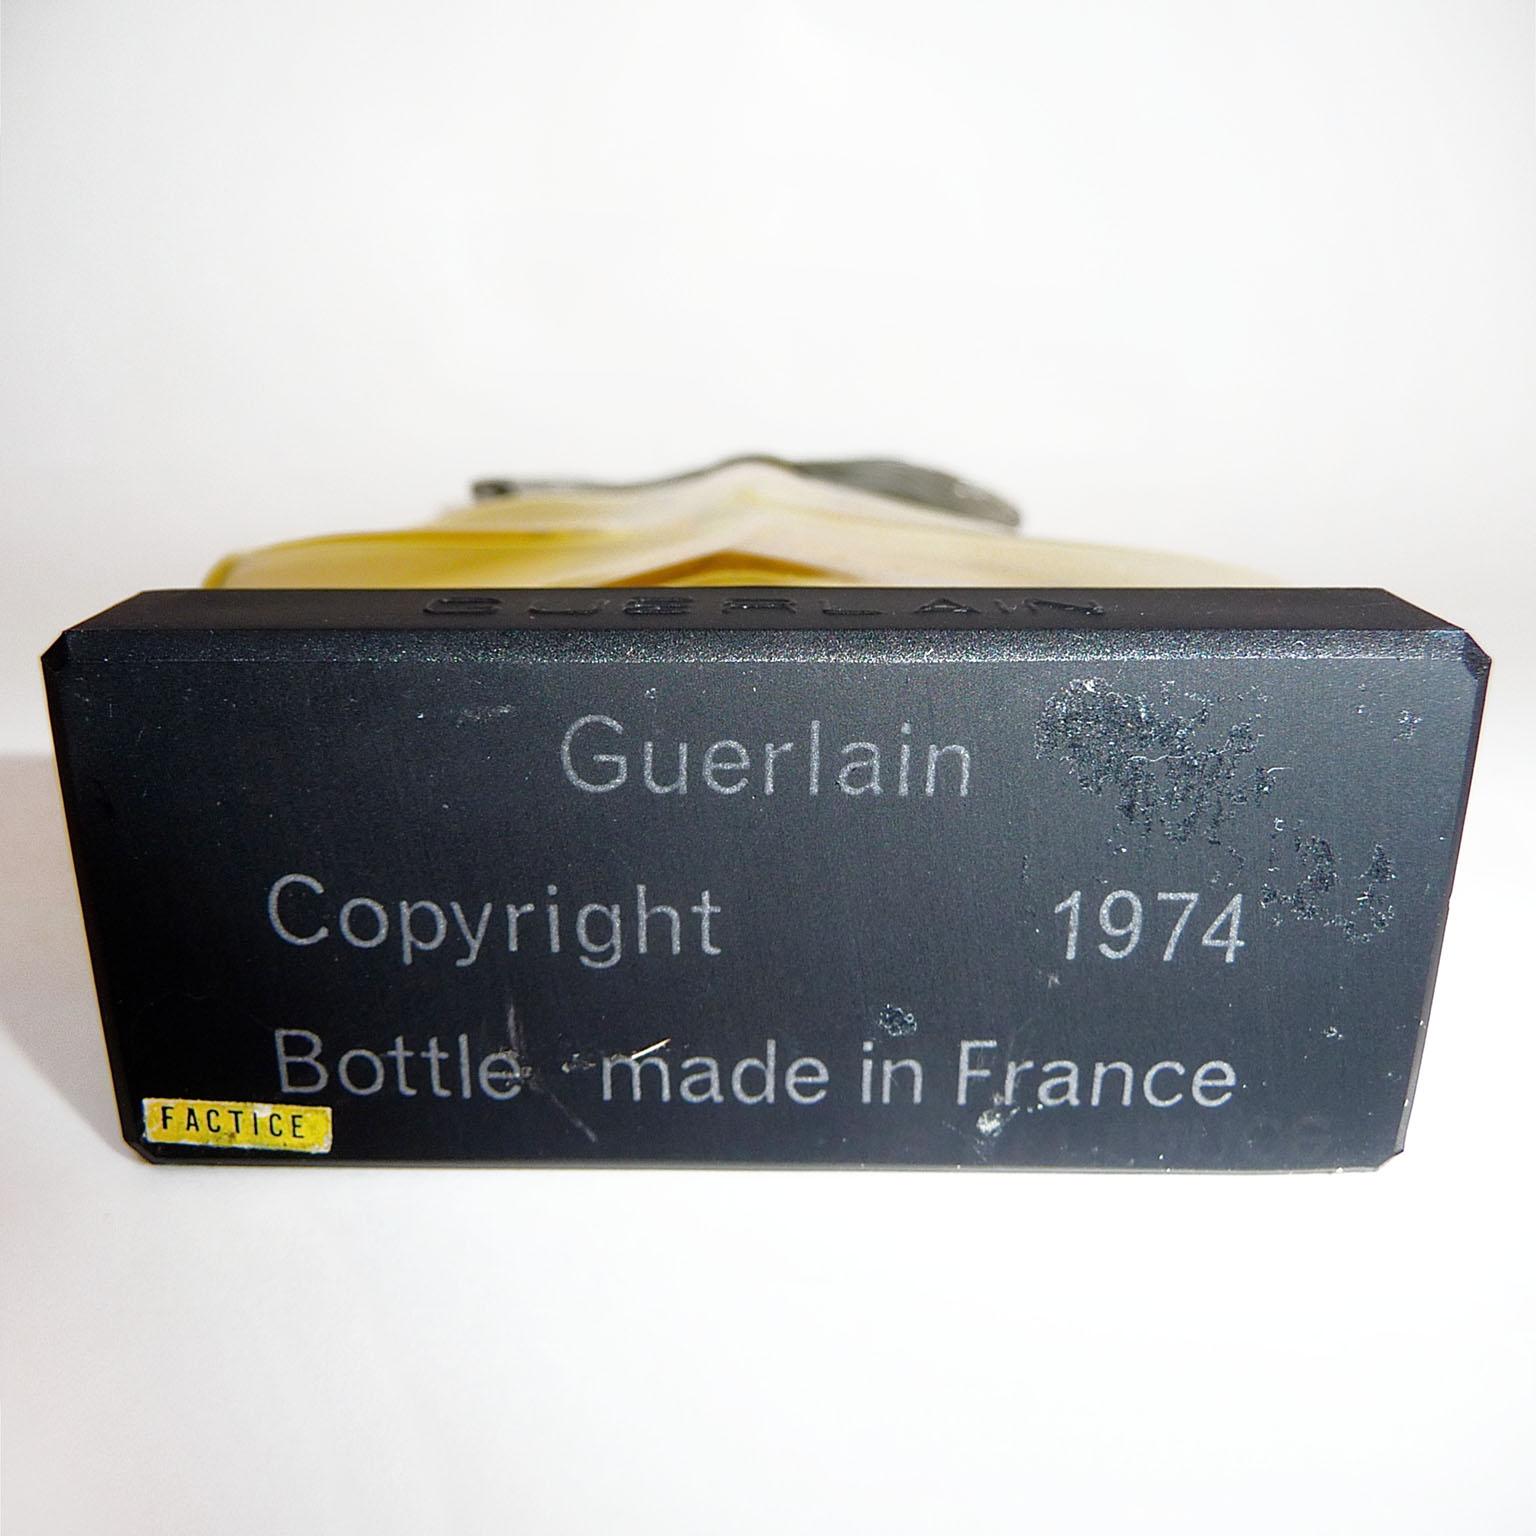 GUERLAIN
Guerlain
Copyright 1974
Bottle made in France
FACTICE